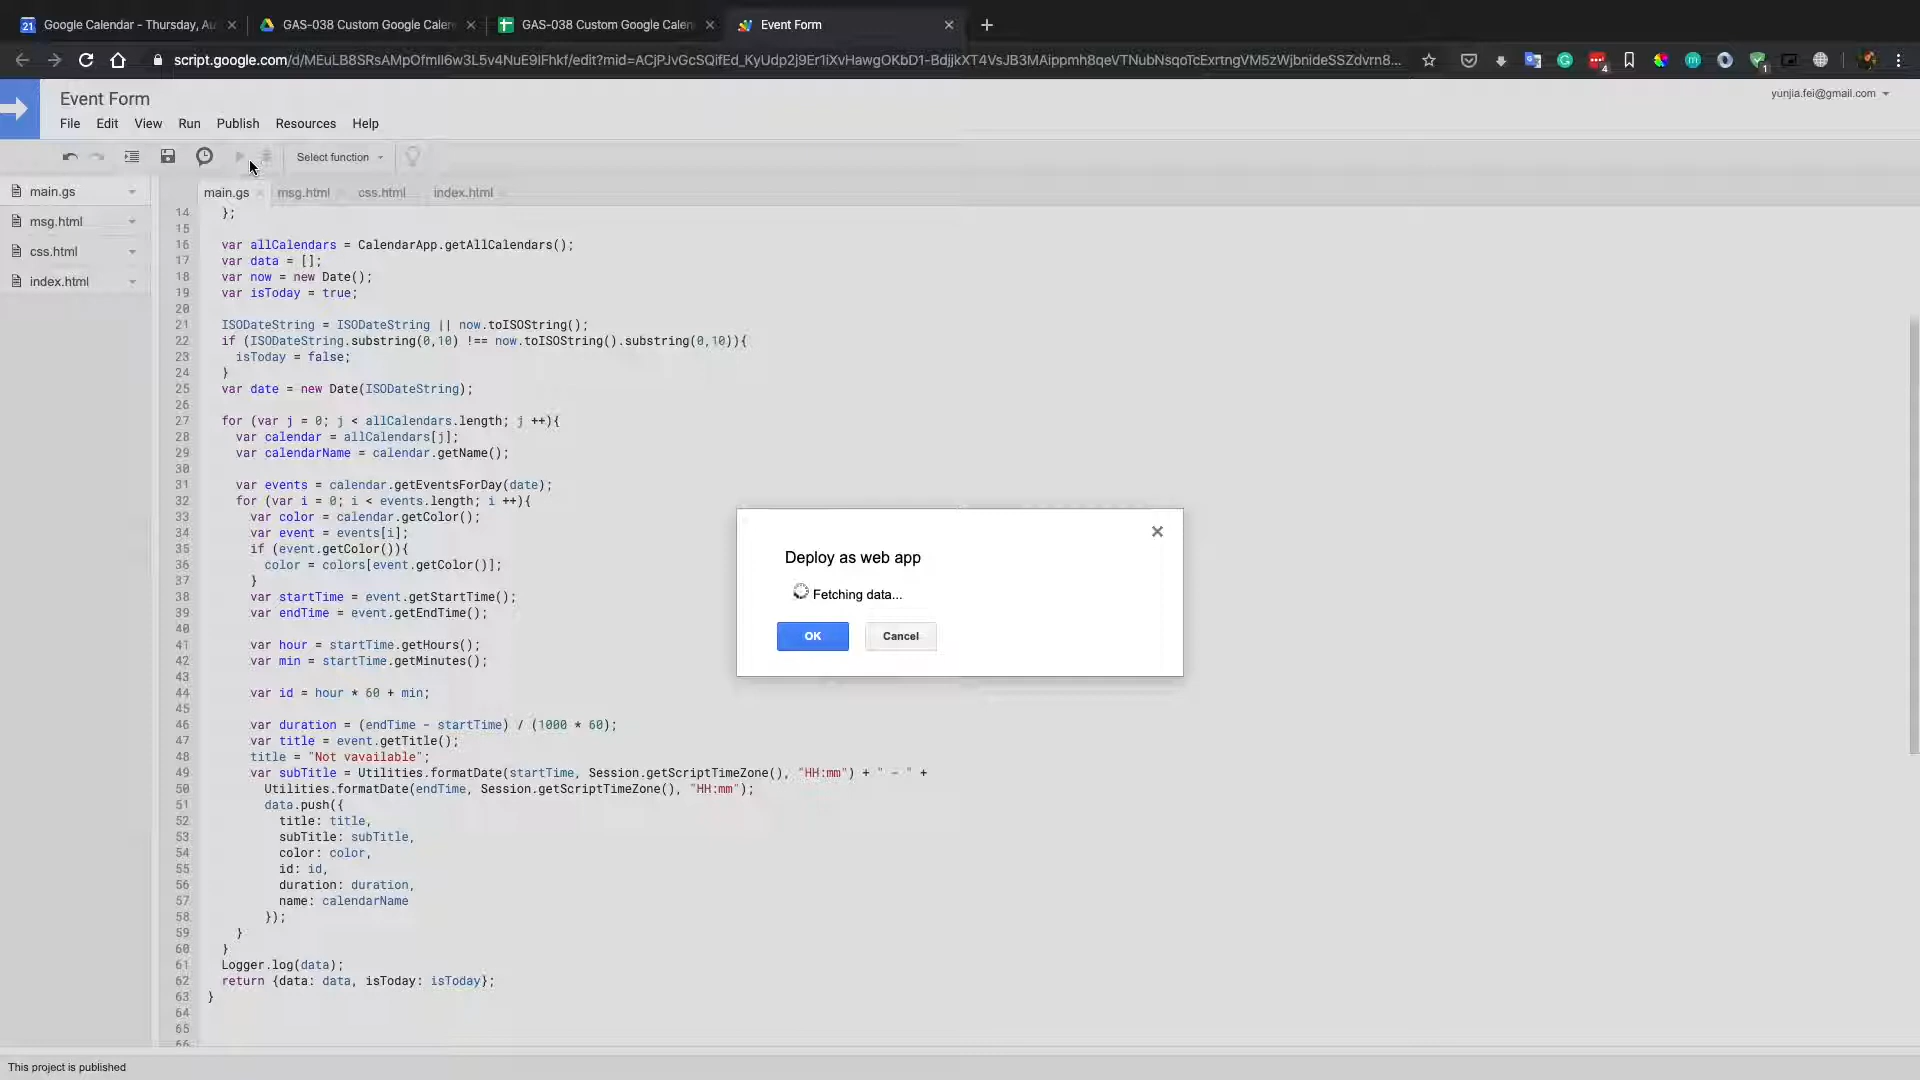 Google Calendar - Thursday, Au
GAS-038 Custom Google Calen
GAS-038 Custom Google Calen
Event Form
script.google.com/d/MEuLB8SRsAMpOfmII6w3L5v4NuE9IFhkf/edit?mid=ACjPJvGcSQifEd_KyUdp2j9Er1iXvHawgOKbD1-BdjjkXT4VsJB3MAippmh8qeVTNubNsqoTcExrtngVM5zWjbnideSSZdvrn8...
Event Form
yunjia.fei@gmail.com
File Edit View Run Publish Resources Help
Select function
main.gs
msg.html
css.html
index.html
main.gs msg.html css.html index.html
14 };
15
16 var allCalendars = CalendarApp.getAllCalendars();
17 var data = [];
18 var now = new Date();
19 var isToday = true;
20
21 ISODateString = ISODateString || now.toISOString();
22 if (ISODateString.substring(0,10) !== now.toISOString().substring(0,10)){
23 isToday = false;
24 }
25 var date = new Date(ISODateString);
26
27 for (var j = 0; j < allCalendars.length; j ++){
28 var calendar = allCalendars[j];
29 var calendarName = calendar.getName();
30
31 var events = calendar.getEventsForDay(date);
32 for (var i = 0; i < events.length; i ++){
33 var color = calendar.getColor();
34 var event = events[i];
35 if (event.getColor()){
36 color = colors[event.getColor()];
37 }
38 var startTime = event.getStartTime();
39 var endTime = event.getEndTime();
40
41 var hour = startTime.getHours();
42 var min = startTime.getMinutes();
43
44 var id = hour * 60 + min;
45
46 var duration = (endTime - startTime) / (1000 * 60);
47 var title = event.getTitle();
48 title = "Not vavailable";
49 var subTitle = Utilities.formatDate(startTime, Session.getScriptTimeZone(), "HH:mm") + " - " +
50 Utilities.formatDate(endTime, Session.getScriptTimeZone(), "HH:mm");
51 data.push({
52 title: title,
53 subTitle: subTitle,
54 color: color,
55 id: id,
56 duration: duration,
57 name: calendarName
58 });
59 }
60 }
61 Logger.log(data);
62 return {data: data, isToday: isToday};
63 }
64
65
66
Deploy as web app
Fetching data...
OK Cancel
This project is published